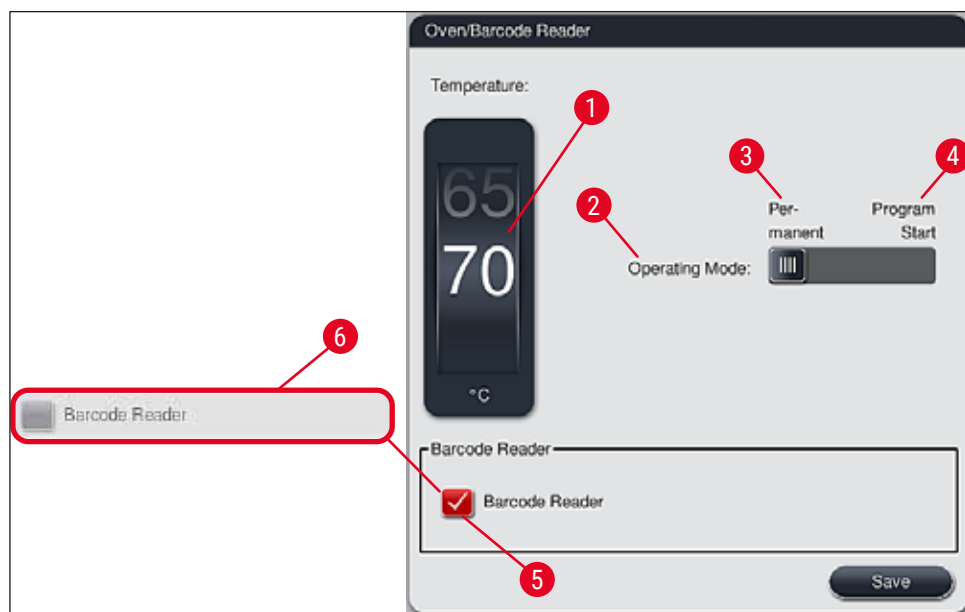 Oven/Barcode Reader
Temperature:
1
3
4
65
2
Per-
manent
Program
Start
70
Operating Mode:
6
°C
Barcode Reader
Barcode Reader
Barcode Reader
5
Save